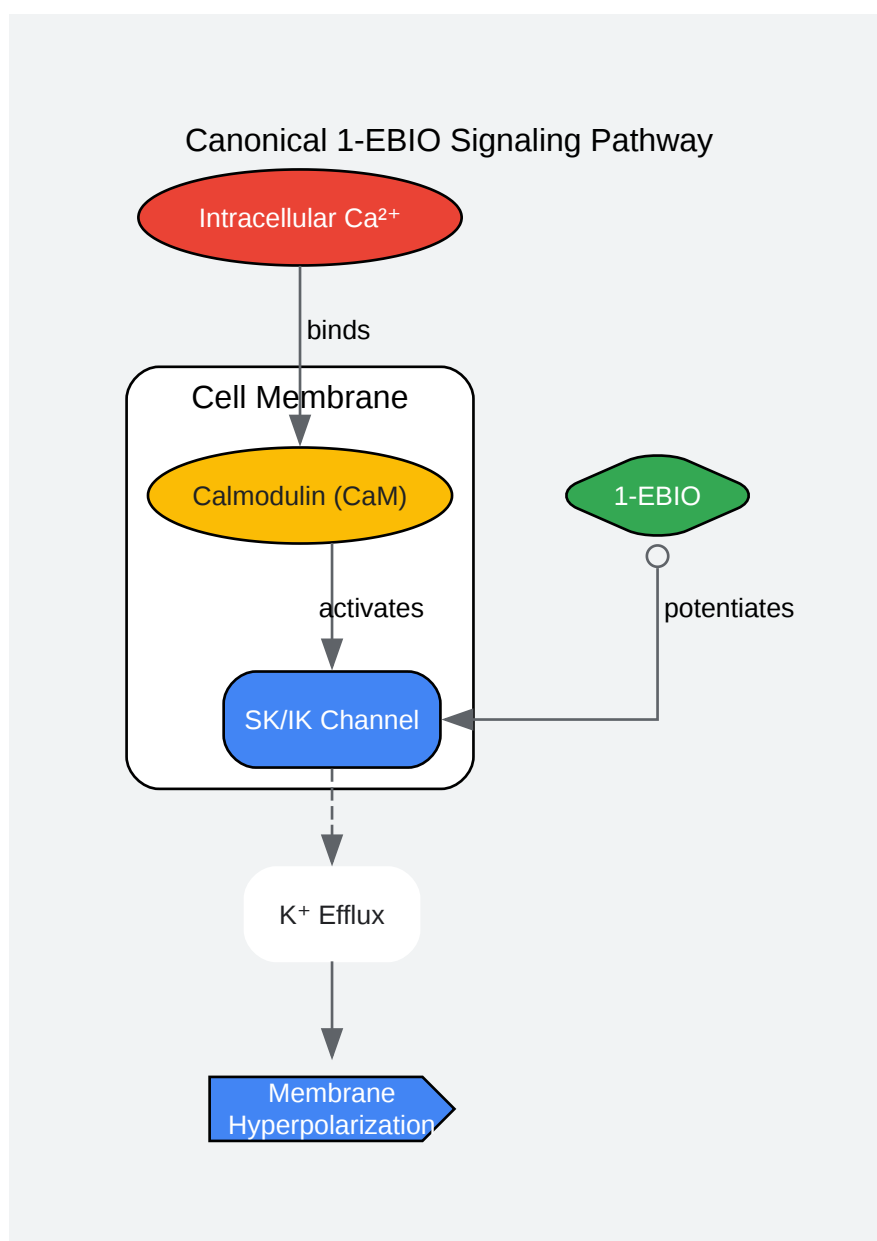 Canonical 1-EBIO Signaling Pathway
Intracellular Ca²⁺
binds
Cell Membrane
Calmodulin (CaM)
1-EBIO
activates
potentiates
SK/IK Channel
K⁺ Efflux
Membrane
Hyperpolarization